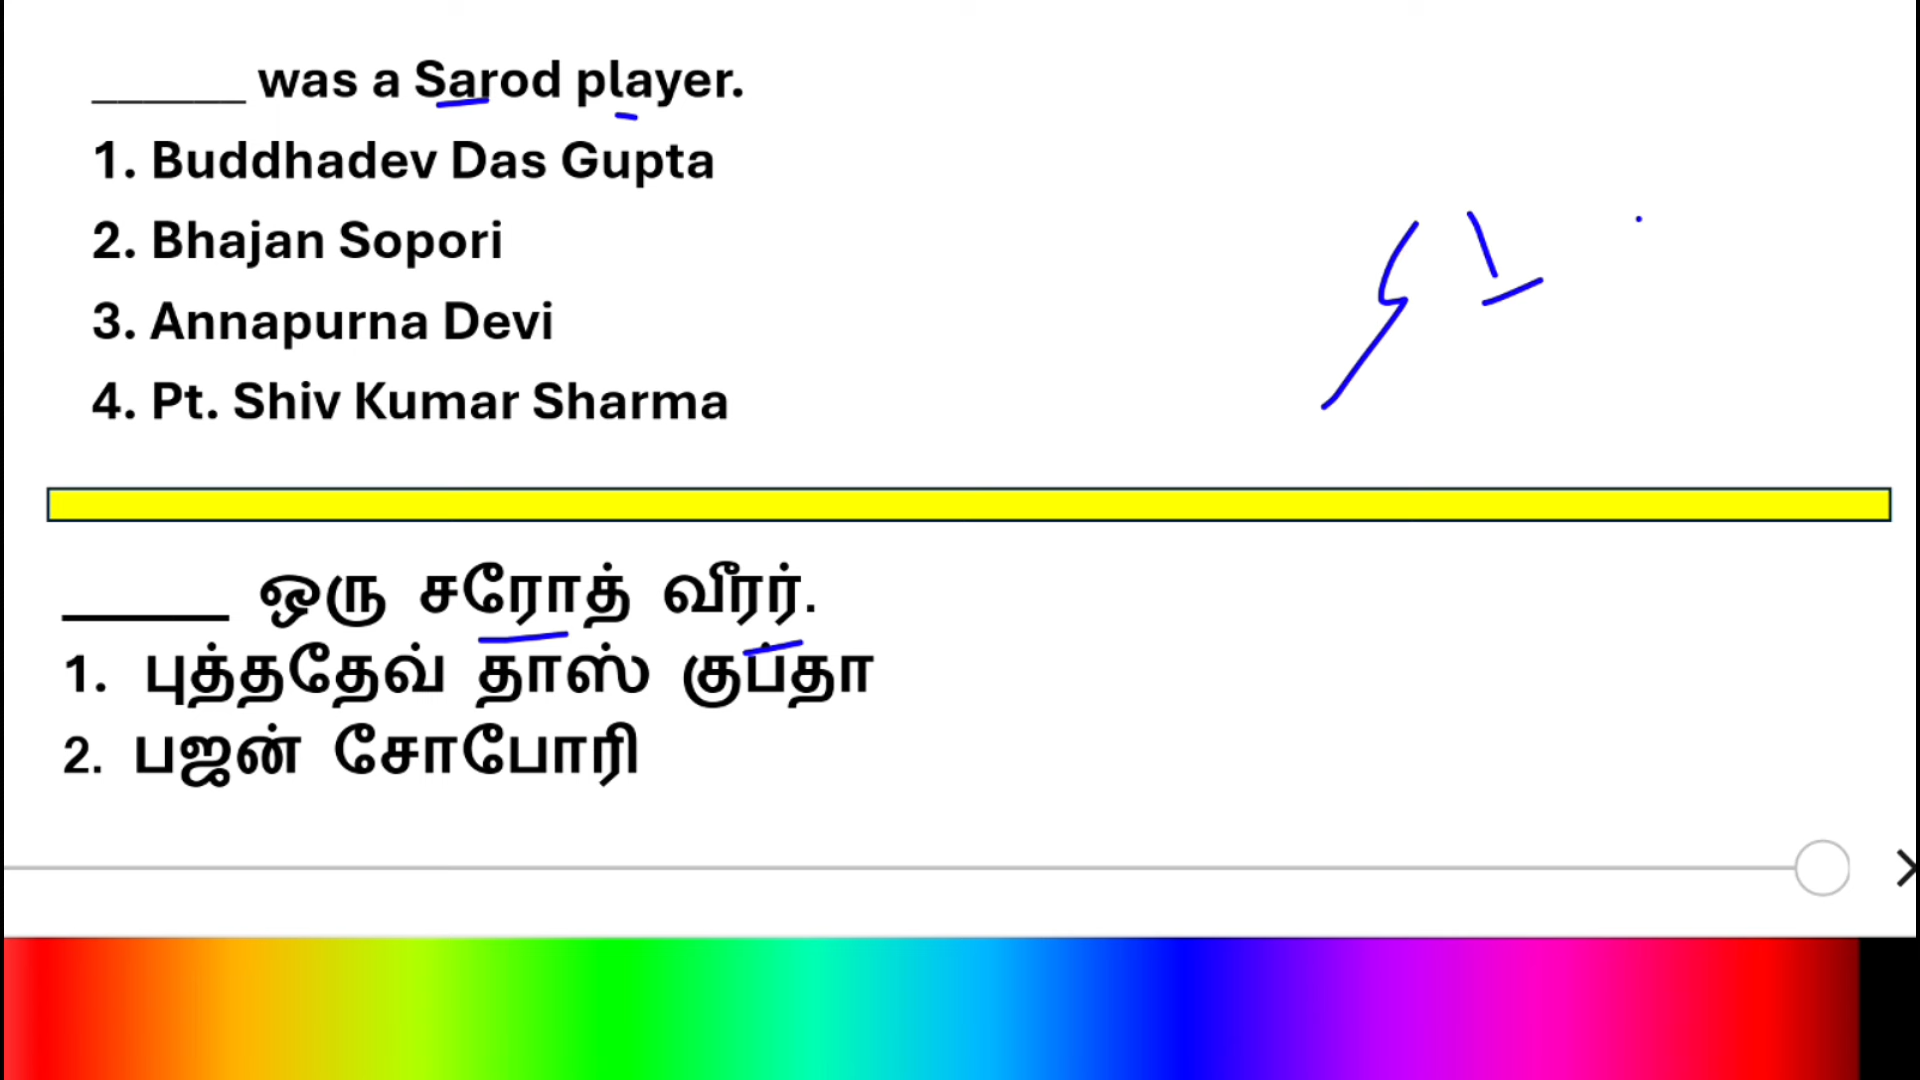 ______ was a Sarod player.
1. Buddhadev Das Gupta
2. Bhajan Sopori
3. Annapurna Devi
4. Pt. Shiv Kumar Sharma
_____ ஒரு சரோத் வீரர்.
1. புத்ததேவ் தாஸ் குப்தா
2. பஜன் சோபோரி